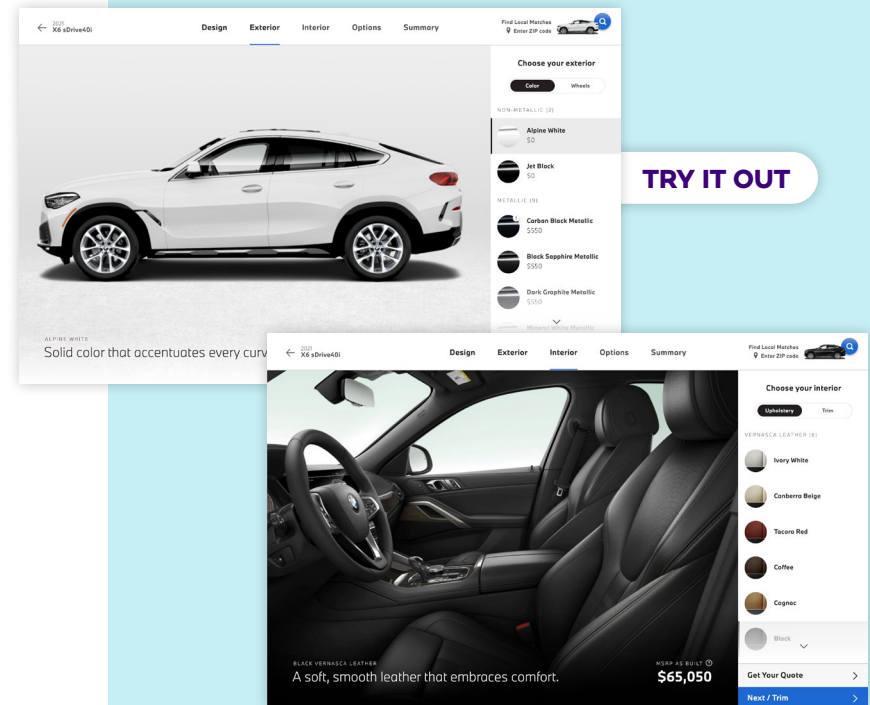 2021
X6 sDrive40i
Design
Exterior
Interior
Options
Summary
Find Local Matches
Enter ZIP code
Choose your exterior
Color
Wheels
NON-METALLIC (2)
Alpine White
$0
Jet Black
$0
METALLIC (9)
Carbon Black Metallic
$550
Black Sapphire Metallic
$550
Dark Graphite Metallic
$550
Mineral White Metallic
ALPINE WHITE
Solid color that accentuates every curv
TRY IT OUT
2021
X6 sDrive40i
Design
Exterior
Interior
Options
Summary
Find Local Matches
Enter ZIP code
Choose your interior
Upholstery
Trim
VERNASCA LEATHER (6)
Ivory White
Canberra Beige
Tacora Red
Coffee
Cognac
Black
BLACK VERNASCA LEATHER
A soft, smooth leather that embraces comfort.
MSRP AS BUILT
$65,050
Get Your Quote
Next / Trim